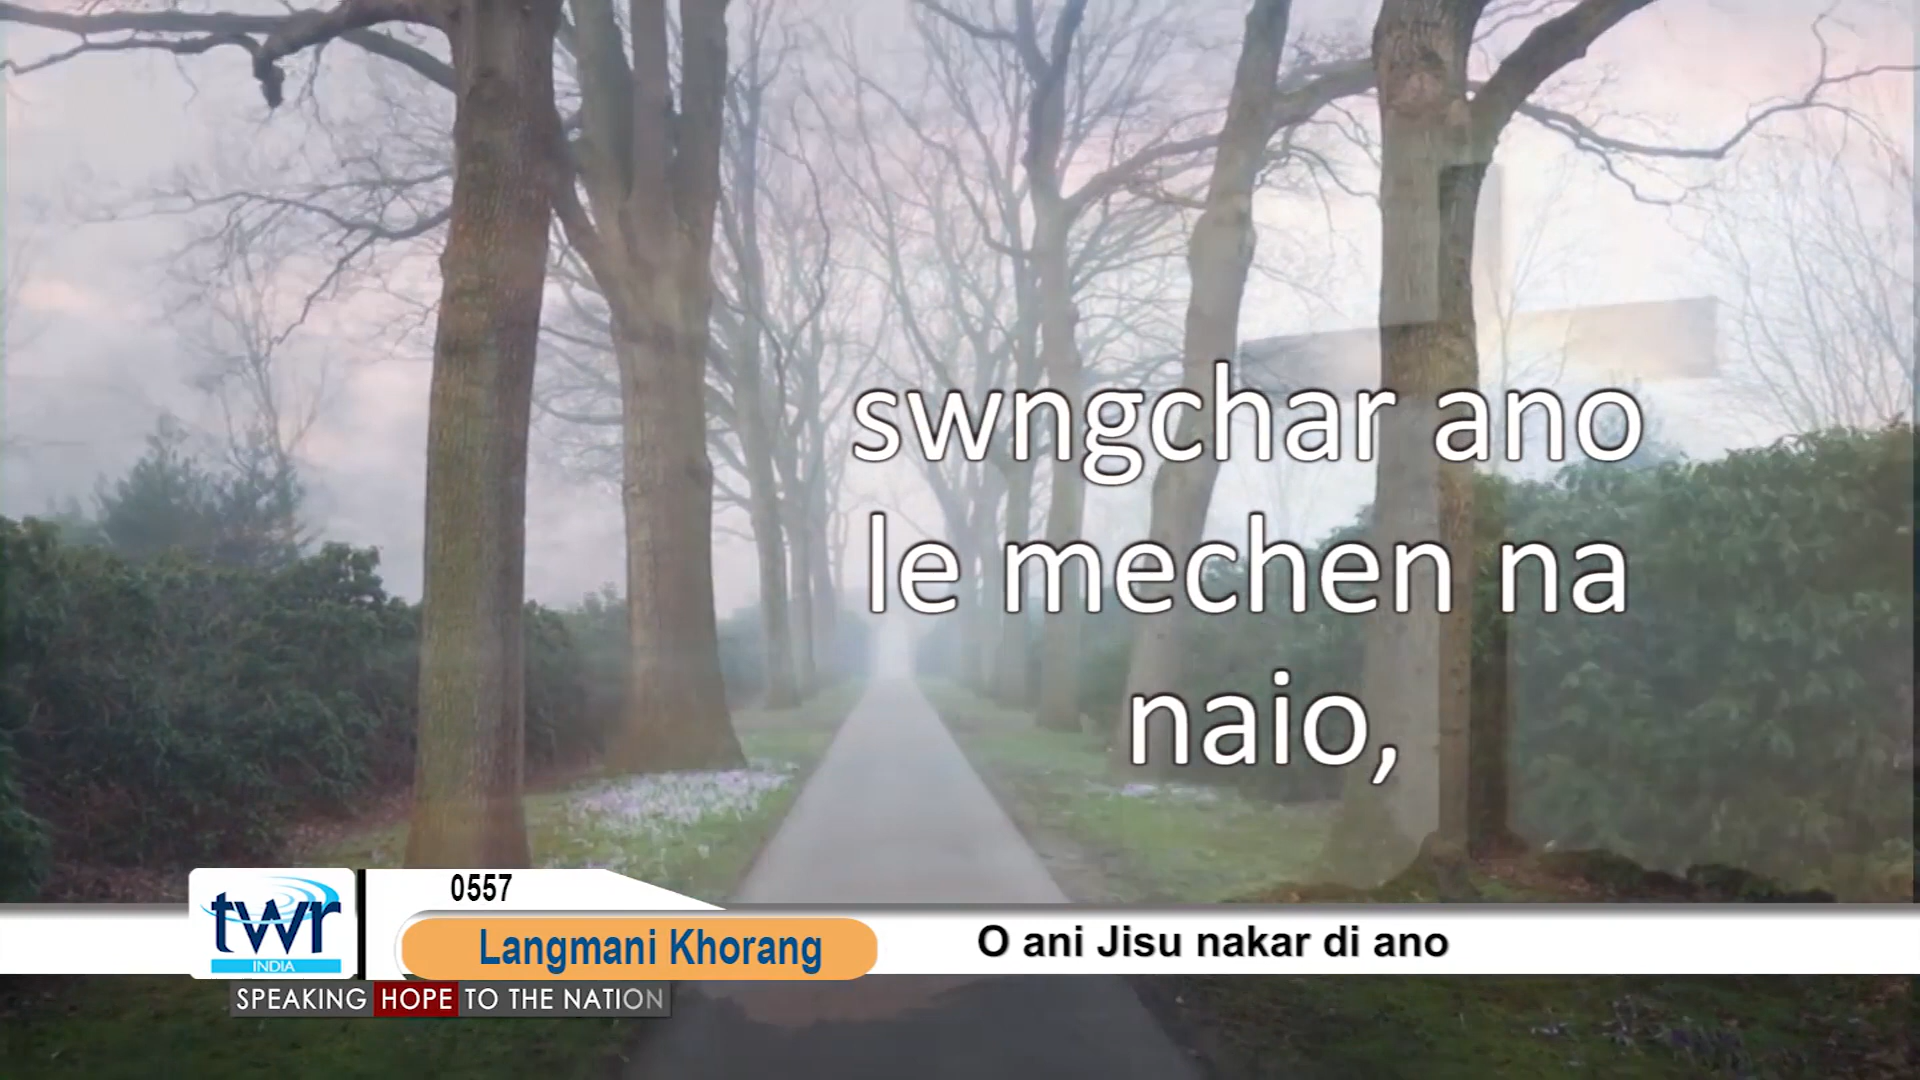 swngchar ano
le mechen na
naio,
0557
twr
INDIA
Langmani Khorang
O ani Jisu nakar di ano
SPEAKING HOPE TO THE NATION